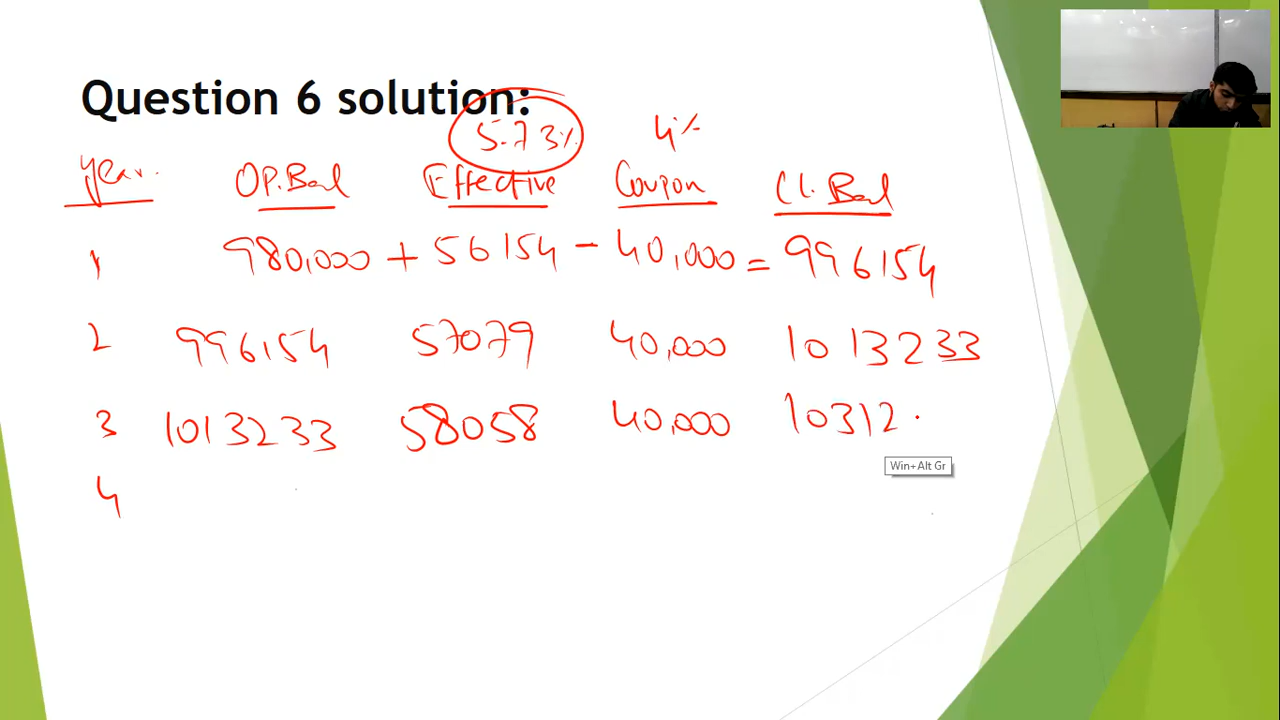 Question 6 solution:
5.73% 4%
Year. OP.Bal Effective Coupon Cl.Bal
1 980,000 + 56154 - 40,000 = 996154
2 996154 57079 40,000 1013233
3 1013233 58058 40,000 10312
4
Win+Alt Gr